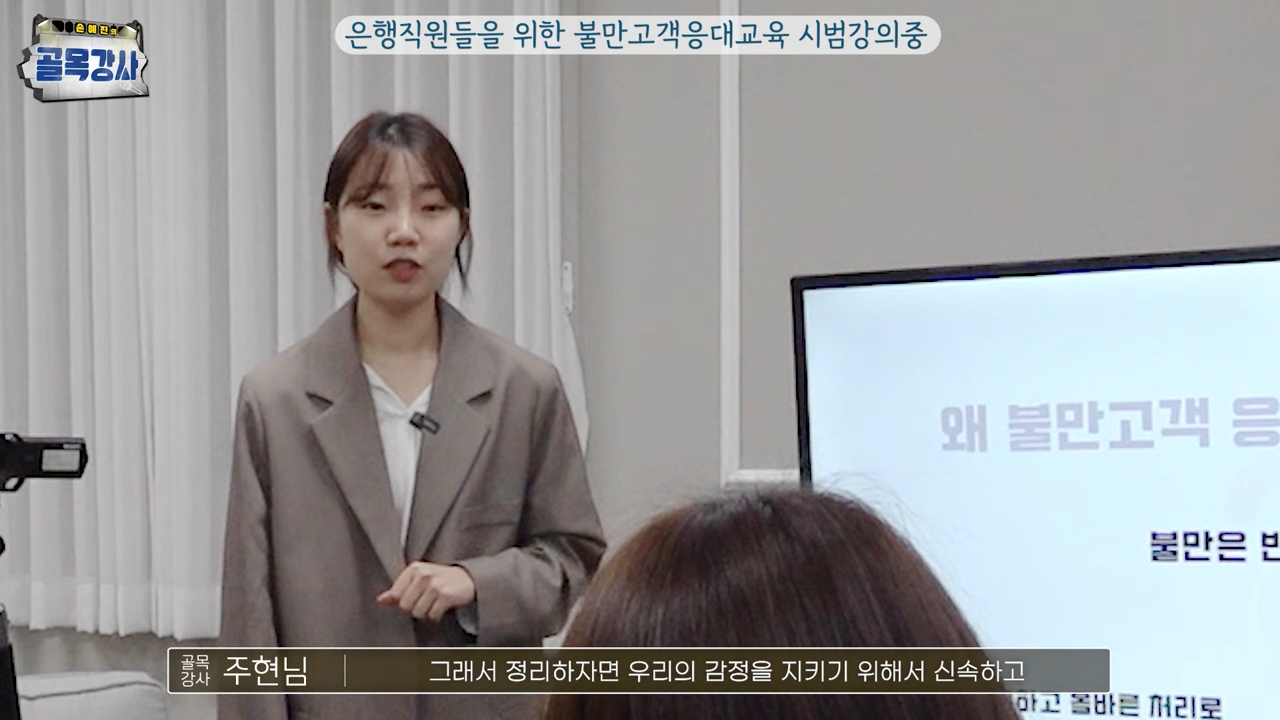 손혜진의
골목강사
은행직원들을 위한 불만고객응대교육 시범강의중
왜 불만고객 응
불만은 반
하고 올바른 처리로
골목
강사
주현님
그래서 정리하자면 우리의 감정을 지키기 위해서 신속하고